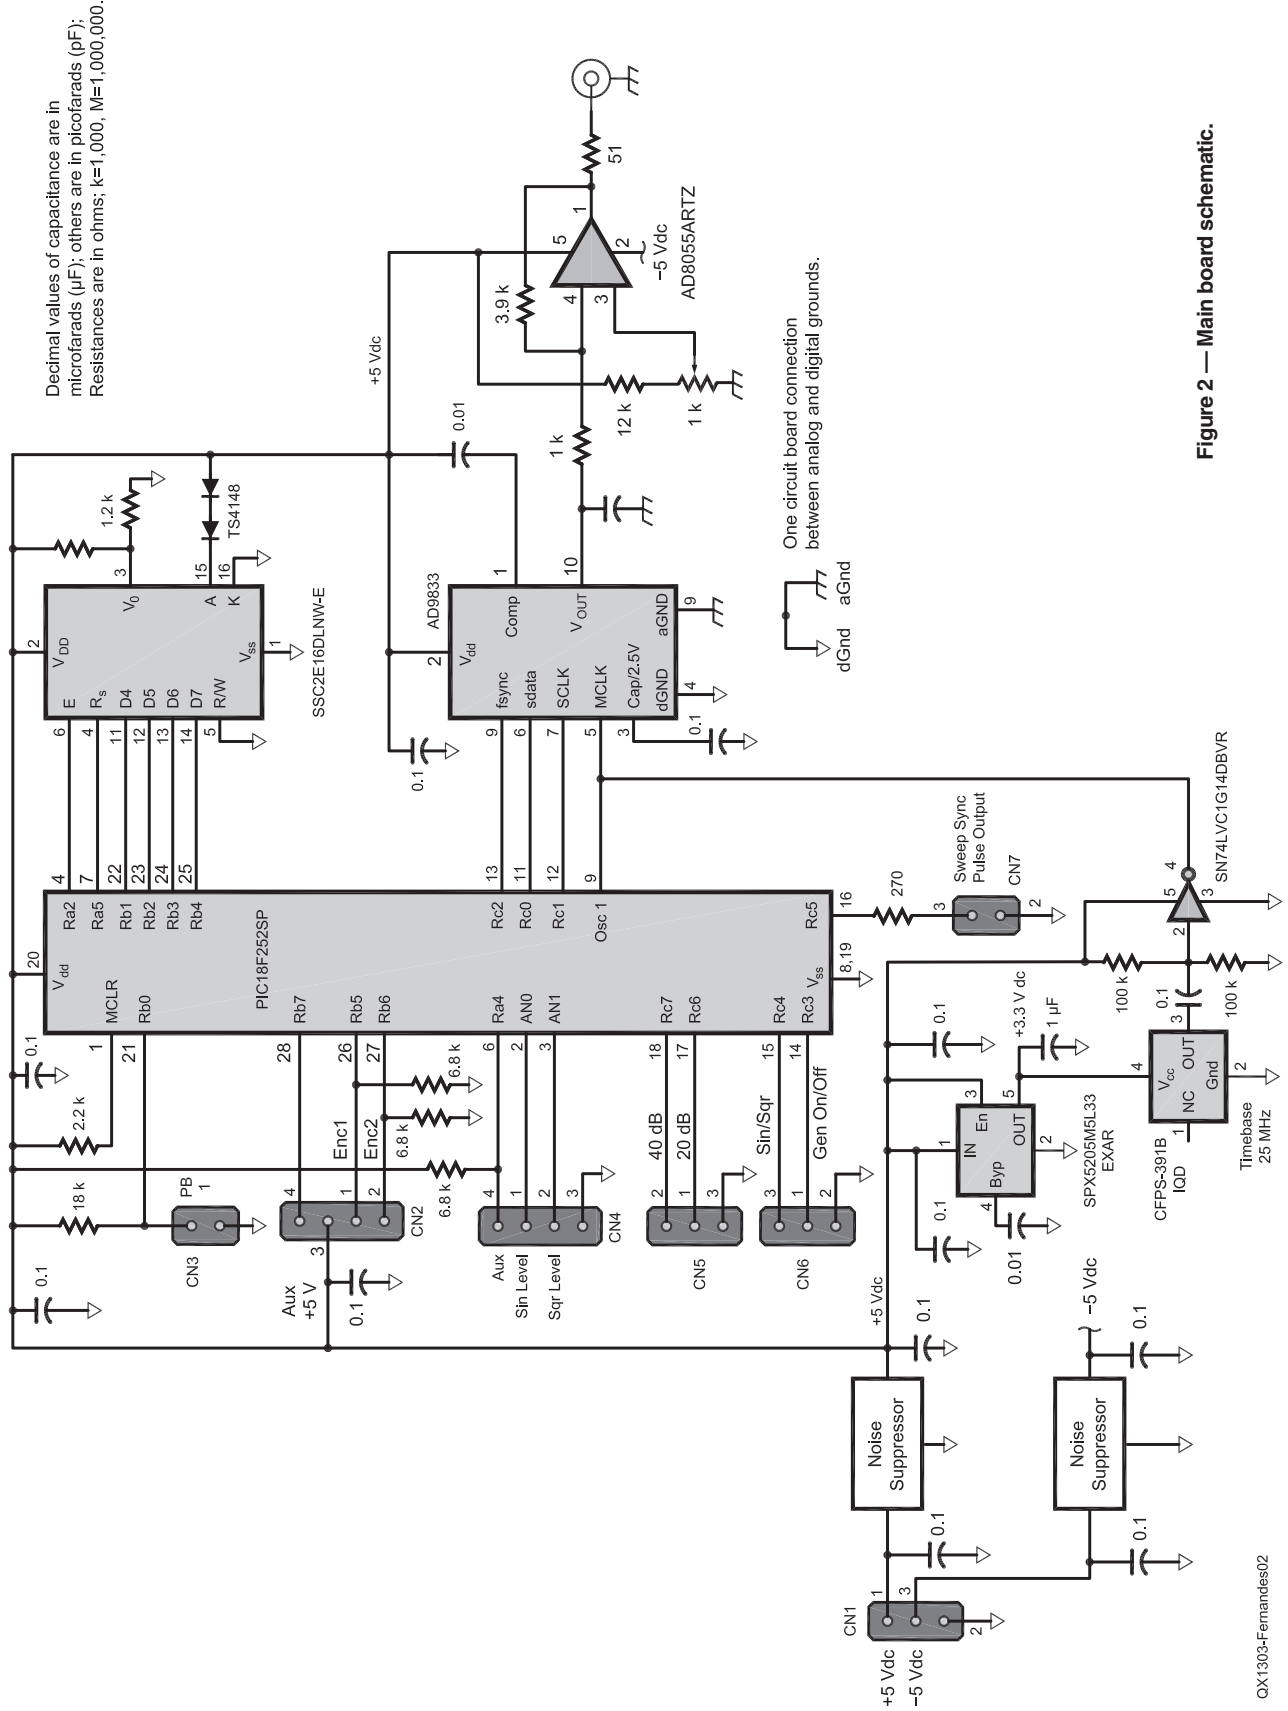 Decimal values of capacitance are in
microfarads (µF); others are in picofarads (pF);
Resistances are in ohms; k=1,000, M=1,000,000.
0.1
18 k
2.2 k
0.1
PB
1
CN3
1
MCLR
21
Rb0
20
Vdd
PIC18F252SP
Ra2
4
Ra5
7
Rb1
22
Rb2
23
Rb3
24
Rb4
25
6
E
4
Rs
11
D4
12
D5
13
D6
14
D7
5
R/W
2
VDD
V0
3
A
15
K
16
Vss
1
SSC2E16DLNW-E
1.2 k
TS4148
Aux
+5 V
3
0.1
4
1
2
CN2
Enc1
Enc2
28
Rb7
26
Rb5
27
Rb6
6.8 k
6.8 k
6.8 k
Aux
Sin Level
Sqr Level
4
1
2
3
CN4
6
Ra4
2
AN0
3
AN1
Rc2
13
Rc0
11
Rc1
12
Osc 1
9
9
fsync
6
sdata
7
SCLK
5
MCLK
3
Cap/2.5V
dGND
4
aGND
9
AD9833
2
Vdd
Comp
1
VOUT
10
0.1
0.1
0.01
+5 Vdc
1 k
3.9 k
12 k
1 k
4
3
5
1
2
−5 Vdc
AD8055ARTZ
51
CN5
2
1
3
40 dB
20 dB
18
Rc7
17
Rc6
CN6
3
1
2
Sin/Sqr
Gen On/Off
15
Rc4
14
Rc3
Vss
8,19
Rc5
16
270
3
Sweep Sync
Pulse Output
CN7
2
One circuit board connection
between analog and digital grounds.
dGnd
aGnd
CN1
+5 Vdc
−5 Vdc
1
3
2
0.1
Noise
Suppressor
0.1
+5 Vdc
0.1
Noise
Suppressor
0.1
−5 Vdc
0.1
0.01
1
IN
3
En
4
Byp
OUT
5
2
SPX5205M5L33
EXAR
0.1
+3.3 V dc
1 µF
CFPS-391B
IQD
1
NC
4
Vcc
OUT
3
Gnd
2
Timebase
25 MHz
0.1
100 k
100 k
2
5
3
4
SN74LVC1G14DBVR
QX1303-Fernandes02
Figure 2 — Main board schematic.